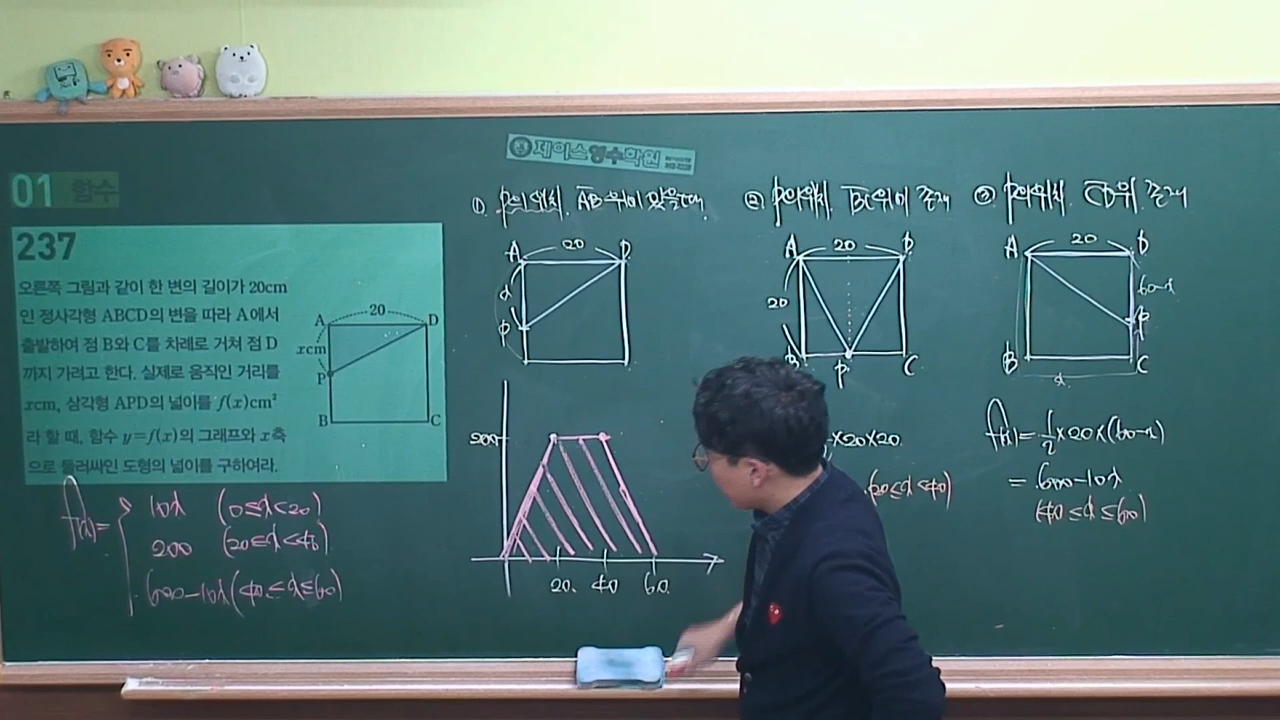 제이스영수학원
01 함수
237
오른쪽 그림과 같이 한 변의 길이가 20cm
인 정사각형 ABCD의 변을 따라 A에서
출발하여 점 B와 C를 차례로 거쳐 점 D
까지 가려고 한다. 실제로 움직인 거리를
xcm, 삼각형 APD의 넓이를 f(x)cm²
라 할 때, 함수 y=f(x)의 그래프와 x축
으로 둘러싸인 도형의 넓이를 구하여라.
A 20 D
xcm
P
B C
f(x)= 10x (0≤x<20)
200 (20≤x<40)
600-10x (40≤x≤60)
① P의 위치. AB 위에 있을 때.
A 20 D
x
P
200
20. 40 60.
② P의 위치. BC 위에 존재
A 20 D
20
B P C
×20×20.
(20≤x<40)
③ P의 위치. CD 위. 존재
A 20 D
60-x
P
B C
x
f(x)= 1/2 ×20×(60-x)
= 600-10x
(40≤x≤60)